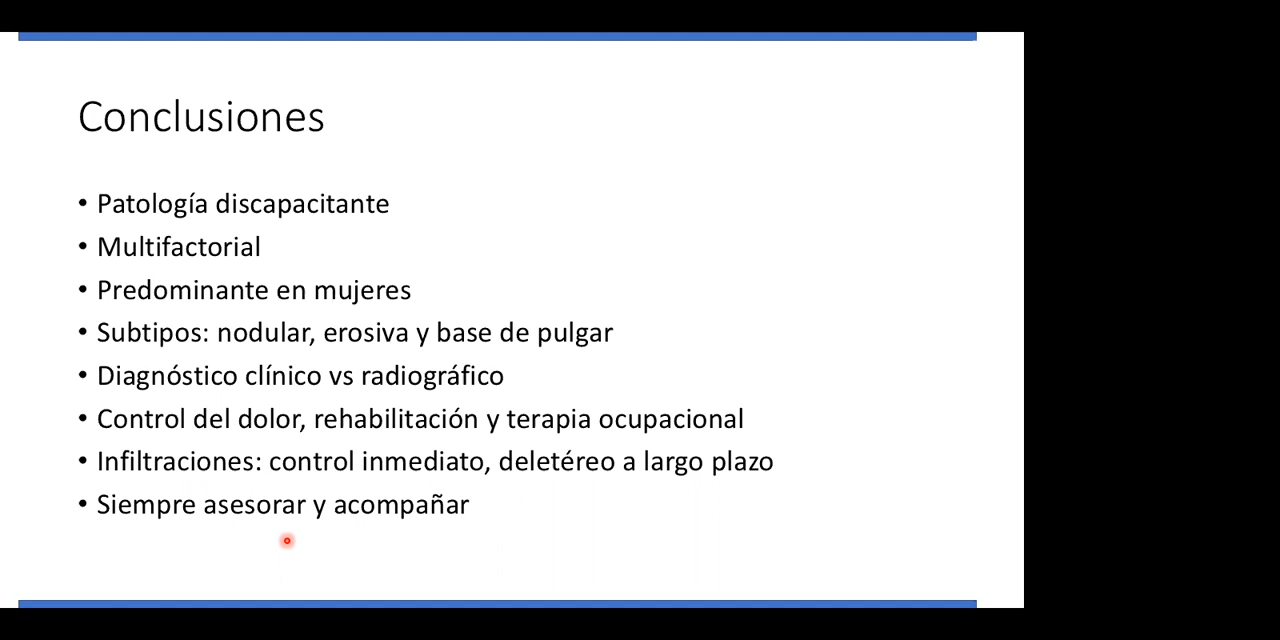 Conclusiones
• Patología discapacitante
• Multifactorial
• Predominante en mujeres
• Subtipos: nodular, erosiva y base de pulgar
• Diagnóstico clínico vs radiográfico
• Control del dolor, rehabilitación y terapia ocupacional
• Infiltraciones: control inmediato, deletéreo a largo plazo
• Siempre asesorar y acompañar